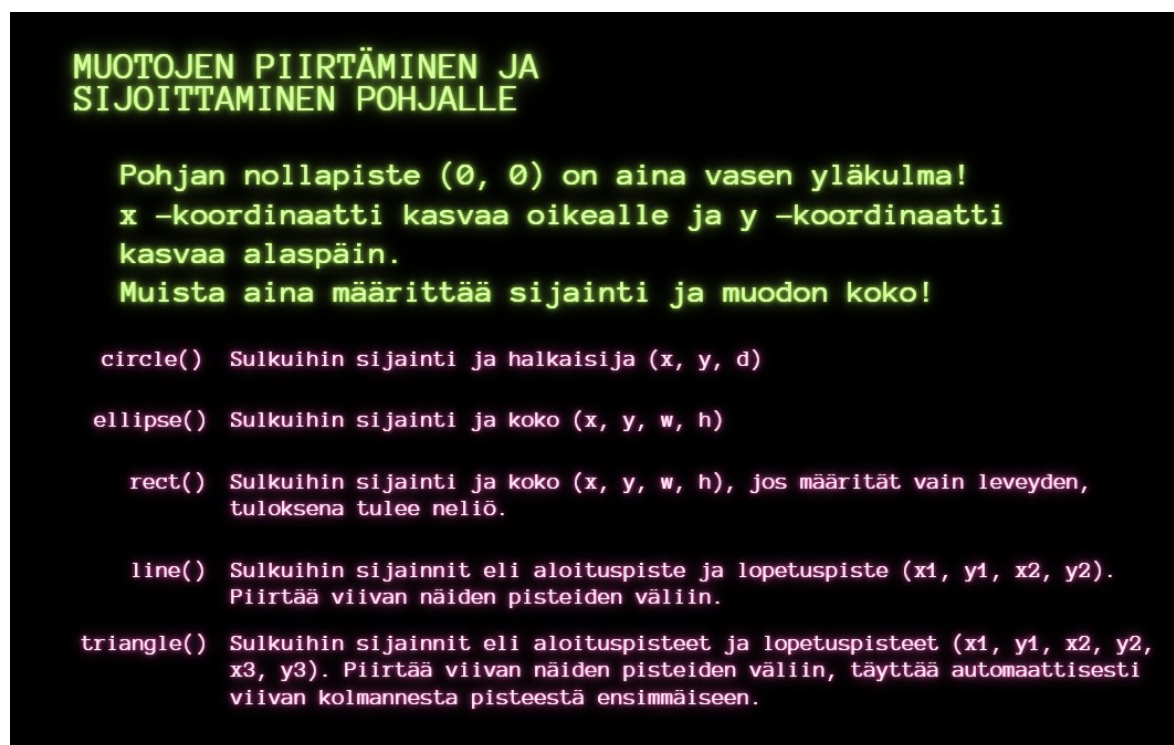 MUOTOJEN PIIRTÄMINEN JA
SIJOITTAMINEN POHJALLE
Pohjan nollapiste (0, 0) on aina vasen yläkulma!
x -koordinaatti kasvaa oikealle ja y -koordinaatti
kasvaa alaspäin.
Muista aina määrittää sijainti ja muodon koko!
circle() Sulkuihin sijainti ja halkaisija (x, y, d)
ellipse() Sulkuihin sijainti ja koko (x, y, w, h)
rect() Sulkuihin sijainti ja koko (x, y, w, h), jos määrität vain leveyden,
tuloksena tulee neliö.
line() Sulkuihin sijainnit eli aloituspiste ja lopetuspiste (x1, y1, x2, y2).
Piirtää viivan näiden pisteiden väliin.
triangle() Sulkuihin sijainnit eli aloituspisteet ja lopetuspisteet (x1, y1, x2, y2,
x3, y3). Piirtää viivan näiden pisteiden väliin, täyttää automaattisesti
viivan kolmannesta pisteestä ensimmäiseen.